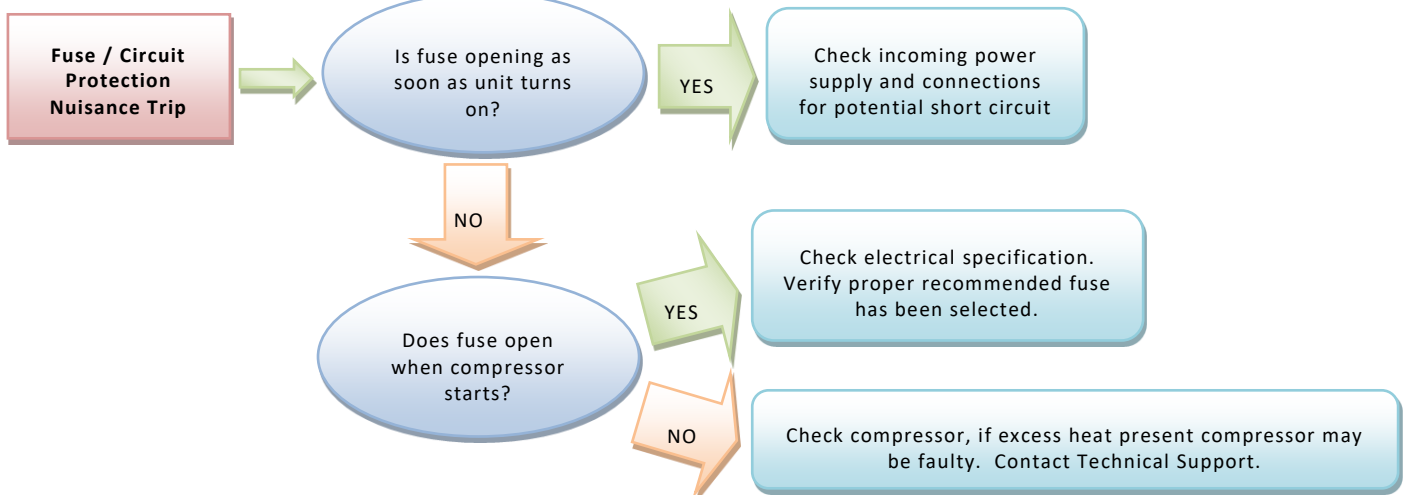 Fuse / Circuit
Protection
Nuisance Trip
Is fuse opening as
soon as unit turns
on?
YES
Check incoming power
supply and connections
for potential short circuit
NO
Does fuse open
when compressor
starts?
YES
Check electrical specification.
Verify proper recommended fuse
has been selected.
NO
Check compressor, if excess heat present compressor may
be faulty. Contact Technical Support.